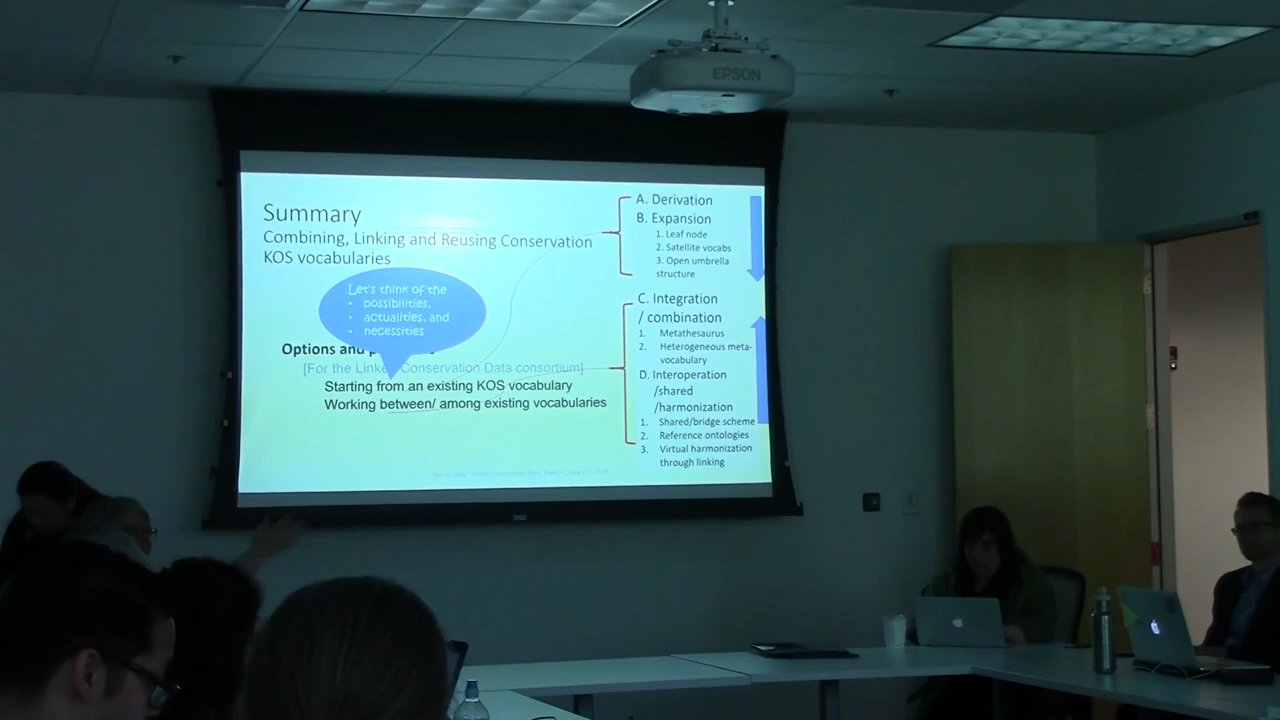 EPSON
Summary
Combining, Linking and Reusing Conservation
KOS vocabularies
Let's think of the
• possibilities,
• actualities, and
• necessities
Options and
[For the Linked Conservation Data consortium]
Starting from an existing KOS vocabulary
Working between/ among existing vocabularies
A. Derivation
B. Expansion
1. Leaf node
2. Satellite vocabs
3. Open umbrella
structure
C. Integration
/ combination
1. Metathesaurus
2. Heterogeneous meta-
vocabulary
D. Interoperation
/shared
/harmonization
1. Shared/bridge scheme
2. Reference ontologies
3. Virtual harmonization
through linking